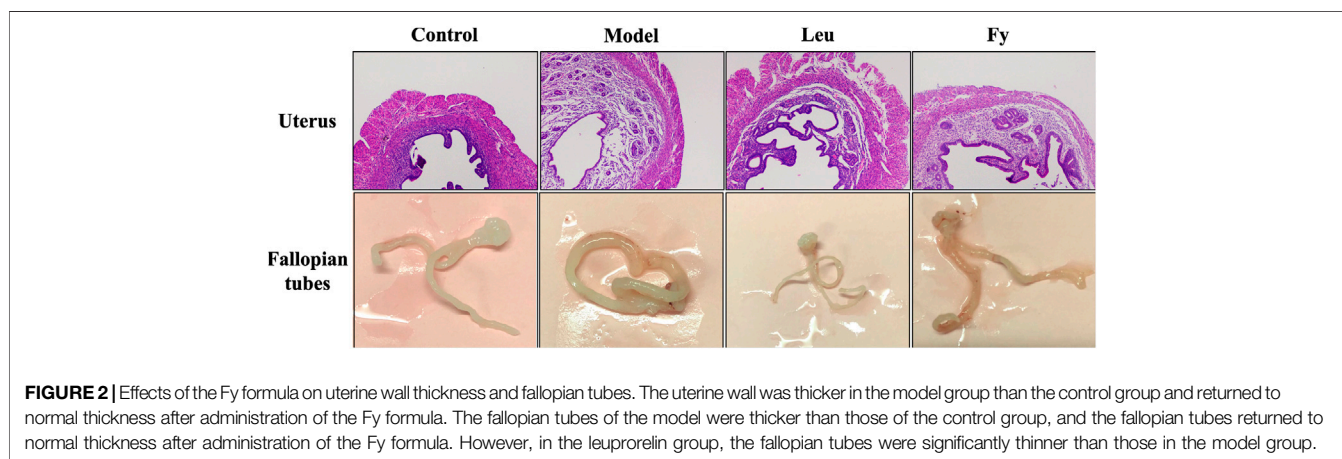 Control Model Leu Fy
Uterus
Fallopian
tubes
FIGURE 2 | Effects of the Fy formula on uterine wall thickness and fallopian tubes. The uterine wall was thicker in the model group than the control group and returned to
normal thickness after administration of the Fy formula. The fallopian tubes of the model were thicker than those of the control group, and the fallopian tubes returned to
normal thickness after administration of the Fy formula. However, in the leuprorelin group, the fallopian tubes were significantly thinner than those in the model group.